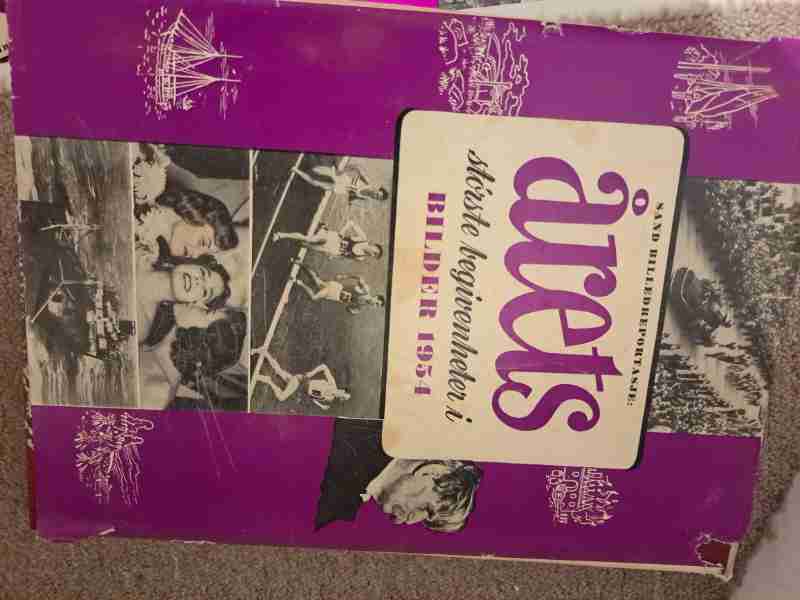 SAND BILLEDREPORTASJE:
årets
største begivenheter i
BILDER 1954